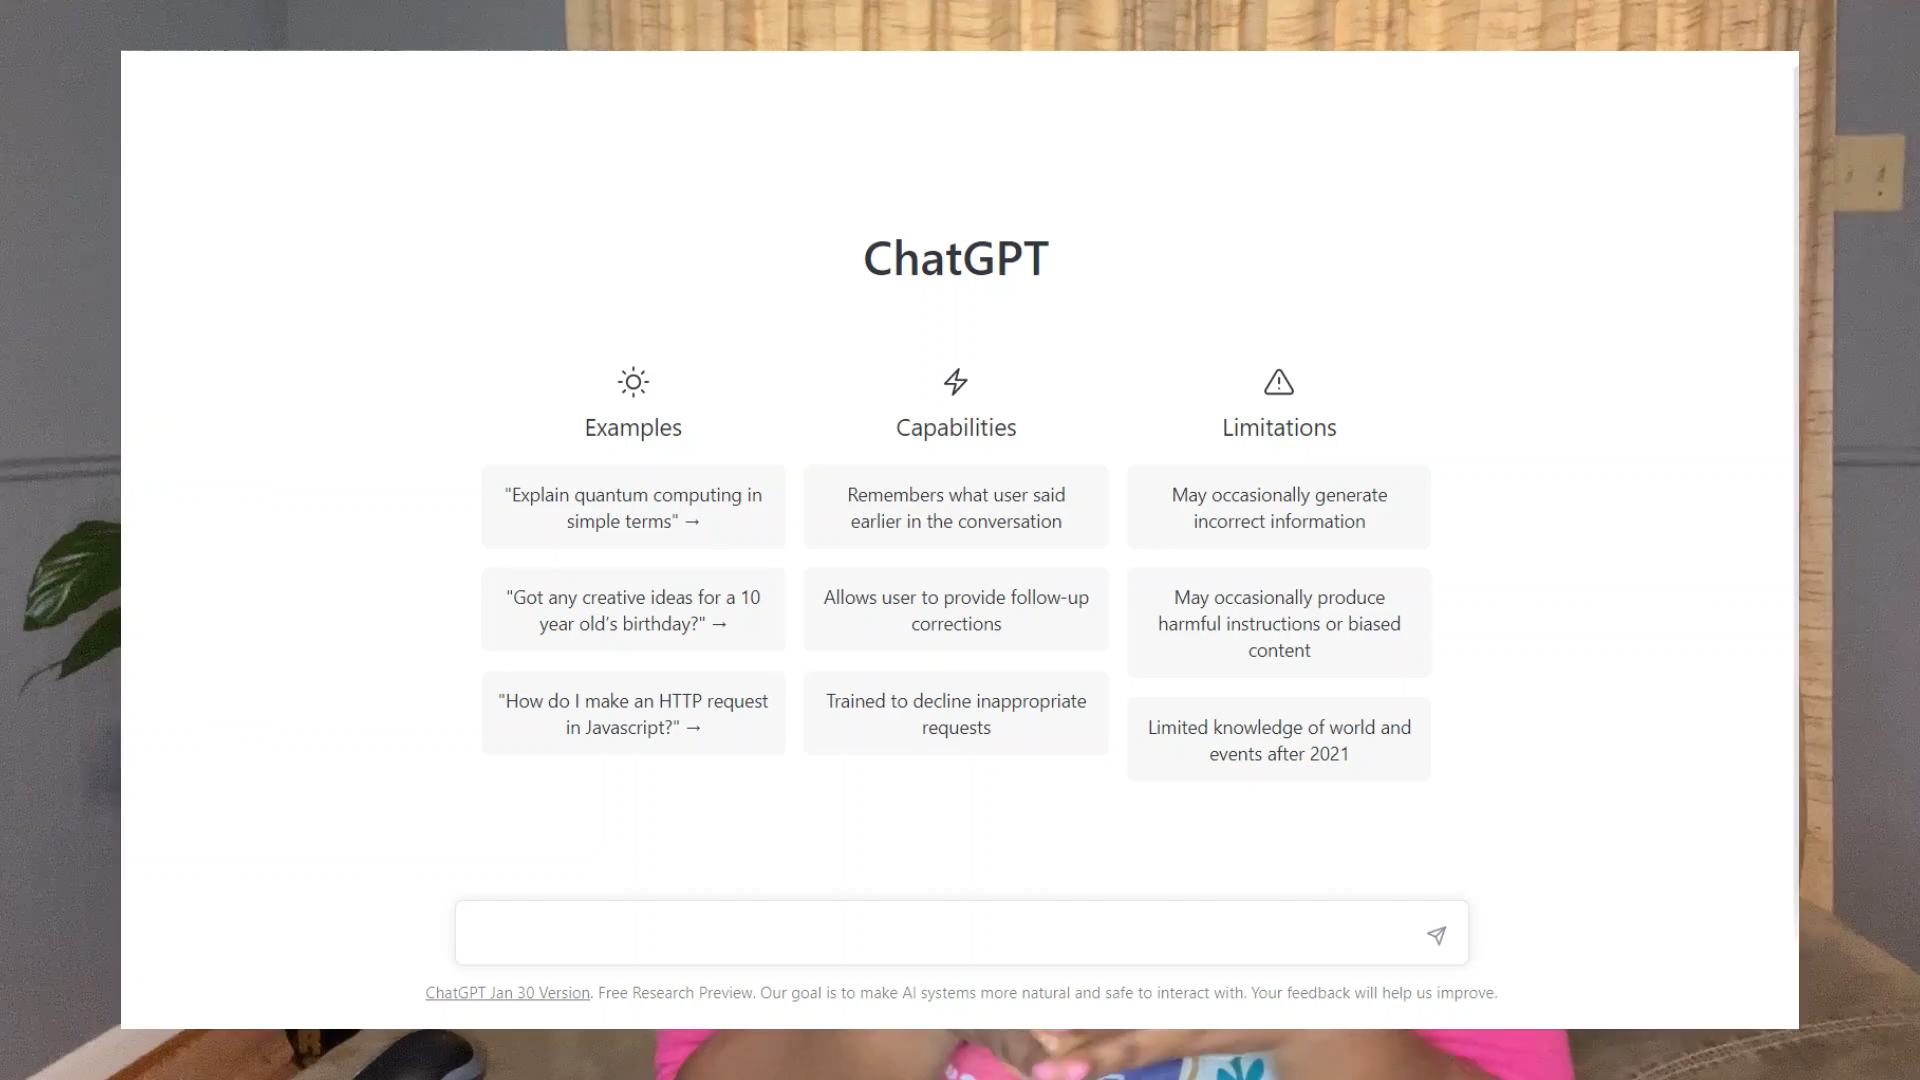 ChatGPT
Examples
"Explain quantum computing in
simple terms" →
"Got any creative ideas for a 10
year old's birthday?" →
"How do I make an HTTP request
in Javascript?" →
Capabilities
Remembers what user said
earlier in the conversation
Allows user to provide follow-up
corrections
Trained to decline inappropriate
requests
Limitations
May occasionally generate
incorrect information
May occasionally produce
harmful instructions or biased
content
Limited knowledge of world and
events after 2021
ChatGPT Jan 30 Version. Free Research Preview. Our goal is to make AI systems more natural and safe to interact with. Your feedback will help us improve.